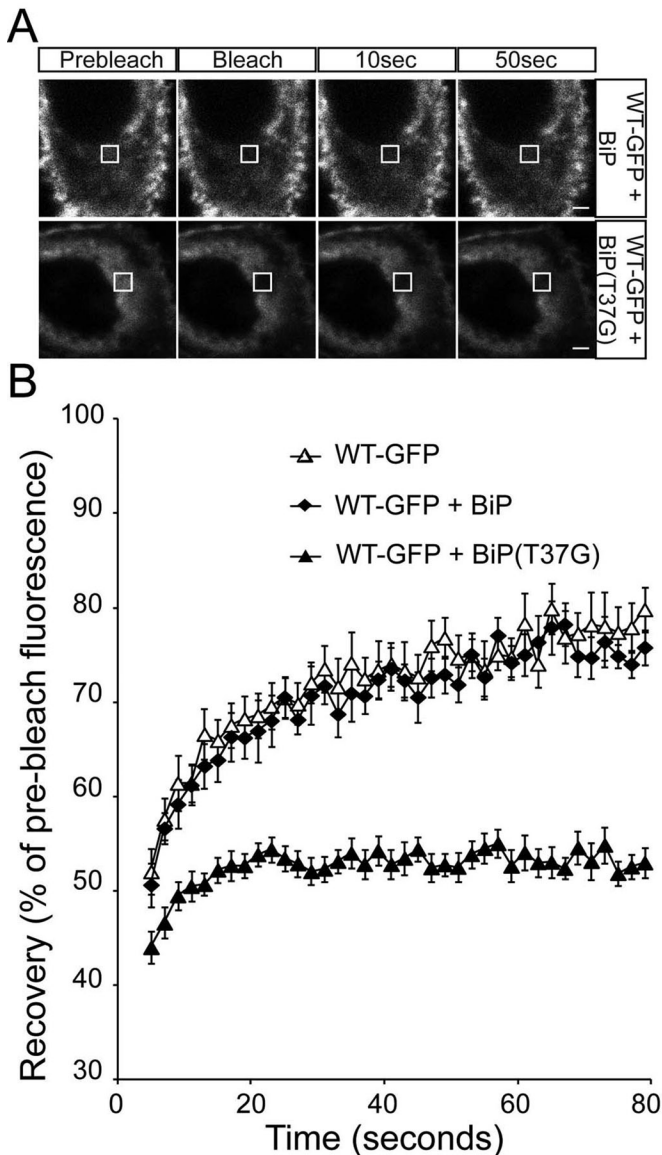 A
Prebleach Bleach 10sec 50sec
WT-GFP +
BiP
WT-GFP +
BiP(T37G)
B
Recovery (% of pre-bleach fluorescence)
100
90
80
70
60
50
40
30
WT-GFP
WT-GFP + BiP
WT-GFP + BiP(T37G)
0 20 40 60 80
Time (seconds)